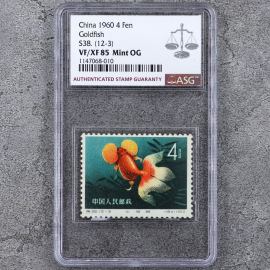 China 1960 4 Fen
Goldfish
S38. (12-3)
VF/XF 85 Mint OG
1147068-010
ASG
AUTHENTICATED STAMP GUARANTY
4分
中国人民邮政